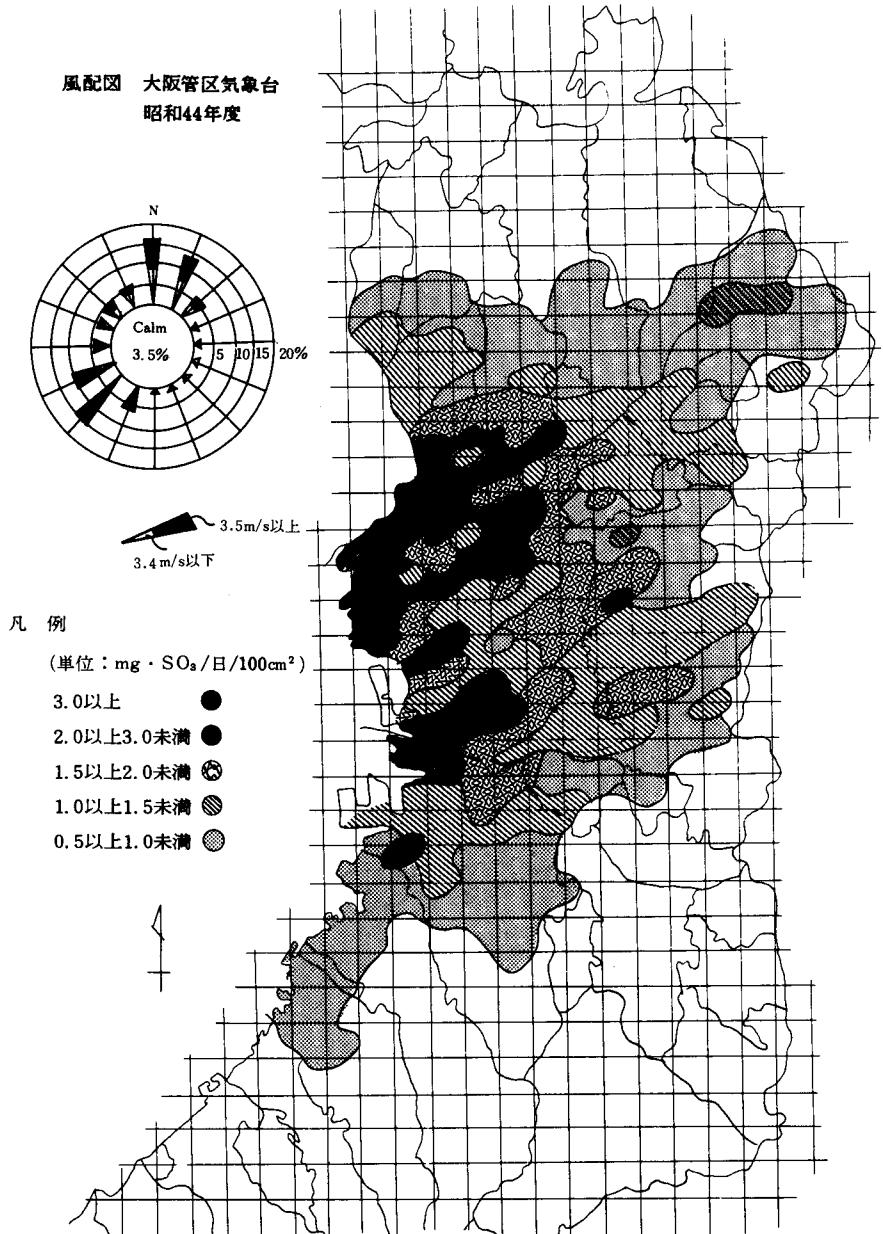 風配図 大阪管区気象台
昭和44年度
N
Calm
3.5%
5 10 15 20%
3.5m/s以上
3.4m/s以下
凡 例
(単位:mg・SO₃/日/100cm²)
3.0以上
2.0以上3.0未満
1.5以上2.0未満
1.0以上1.5未満
0.5以上1.0未満